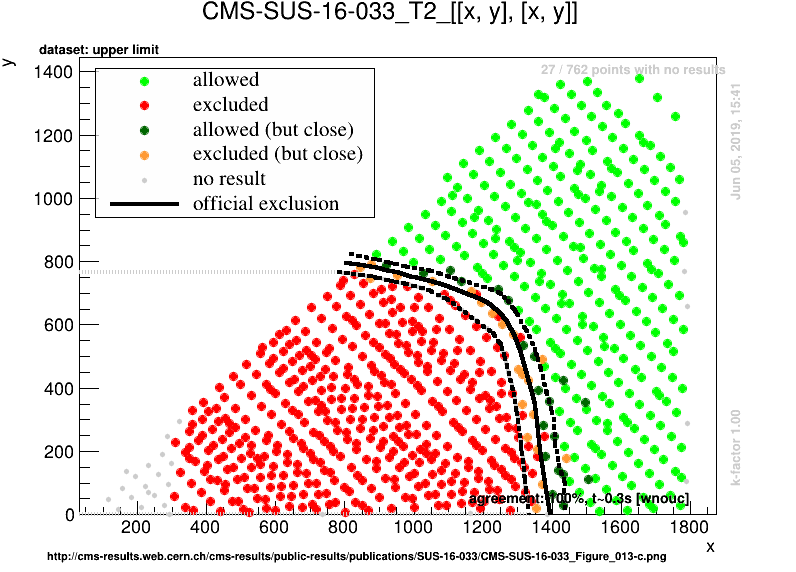 CMS-SUS-16-033_T2_[[x, y], [x, y]]
dataset: upper limit
27 / 762 points with no results
y
1400
1200
1000
800
600
400
200
0
allowed
excluded
allowed (but close)
excluded (but close)
no result
official exclusion
Jun 05, 2019, 15:41
k-factor 1.00
agreement: 100%, t~0.3s [wnouc]
200 400 600 800 1000 1200 1400 1600 1800
x
http://cms-results.web.cern.ch/cms-results/public-results/publications/SUS-16-033/CMS-SUS-16-033_Figure_013-c.png